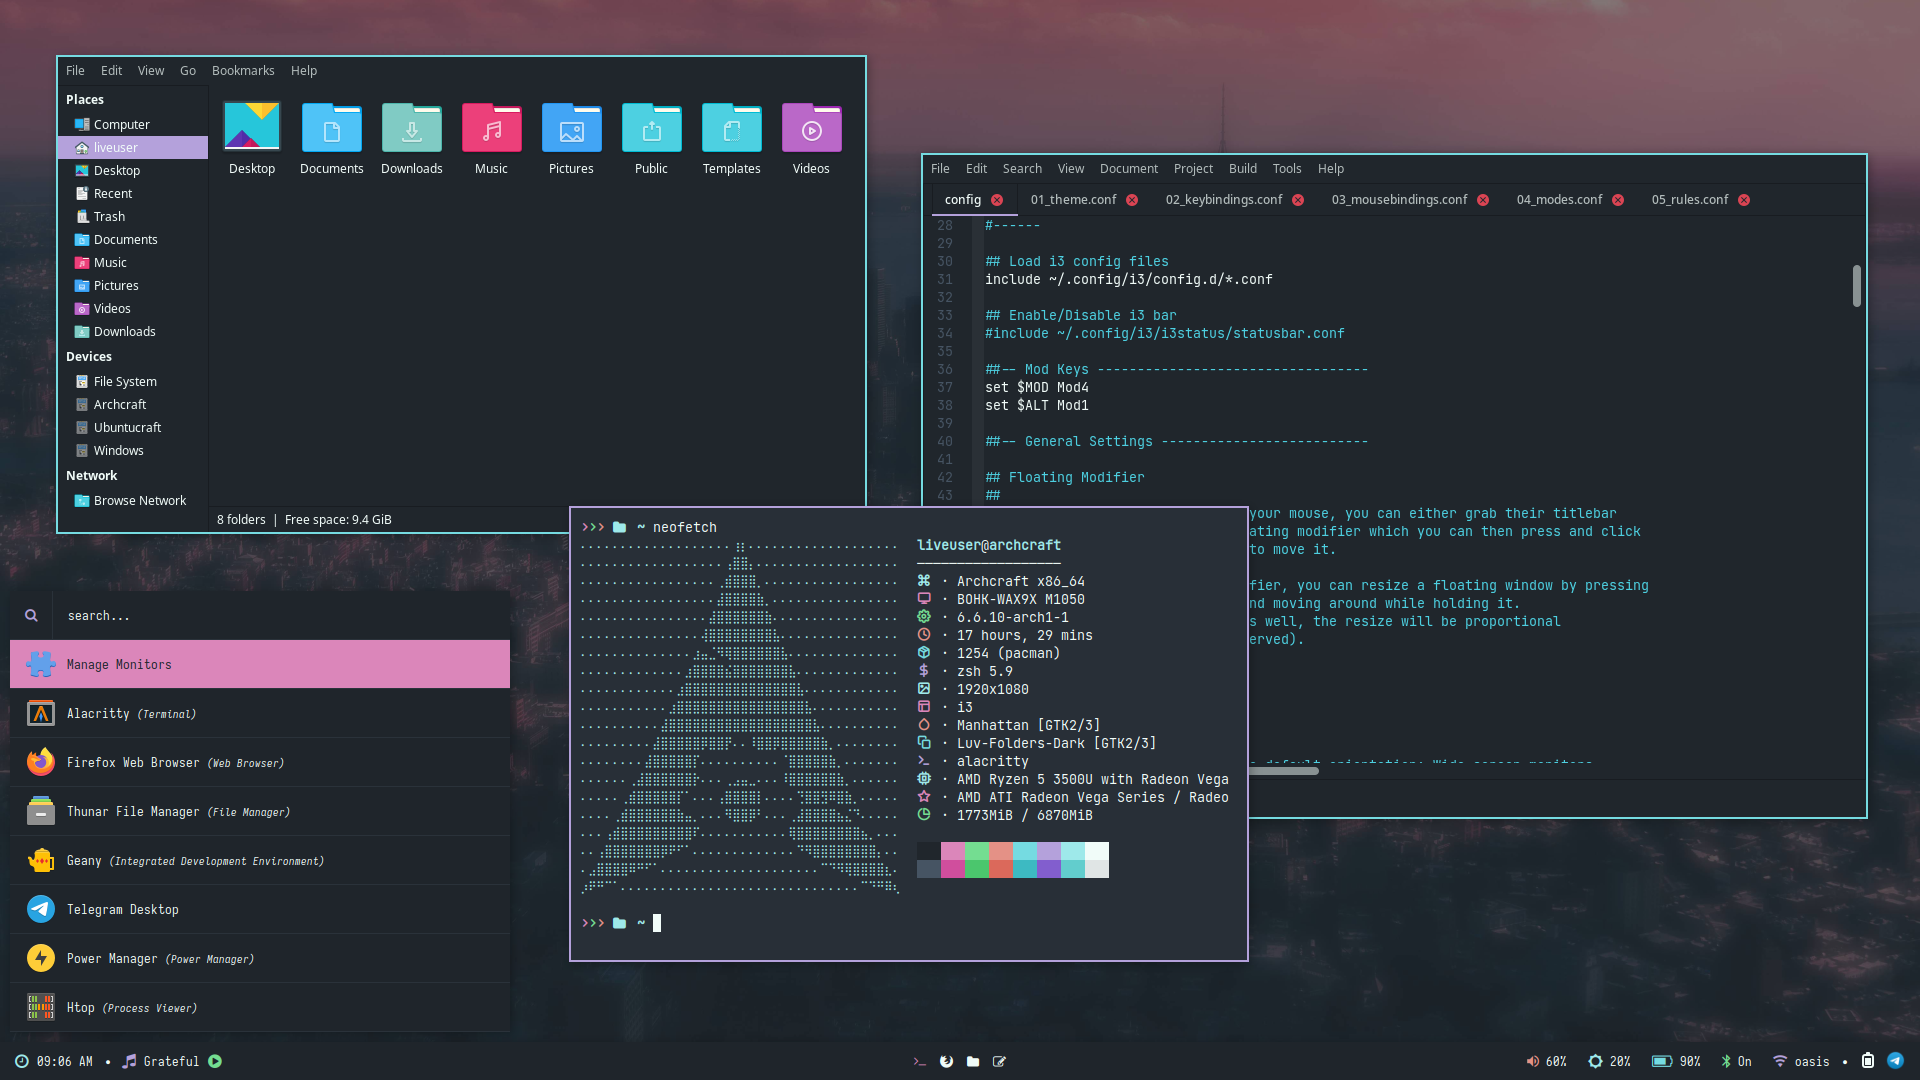 File Edit View Go Bookmarks Help
Places
Computer
liveuser
Desktop
Recent
Trash
Documents
Music
Pictures
Videos
Downloads
Devices
File System
Archcraft
Ubuntucraft
Windows
Network
Browse Network
Desktop Documents Downloads Music Pictures Public Templates Videos
8 folders | Free space: 9.4 GiB
File Edit Search View Document Project Build Tools Help
config 01_theme.conf 02_keybindings.conf 03_mousebindings.conf 04_modes.conf 05_rules.conf
28 #------
29
30 ## Load i3 config files
31 include ~/.config/i3/config.d/*.conf
32
33 ## Enable/Disable i3 bar
34 #include ~/.config/i3/i3status/statusbar.conf
35
36 ##-- Mod Keys ----------------------------------
37 set $MOD Mod4
38 set $ALT Mod1
39
40 ##-- General Settings --------------------------
41
42 ## Floating Modifier
43 ##
your mouse, you can either grab their titlebar
ating modifier which you can then press and click
to move it.
fier, you can resize a floating window by pressing
nd moving around while holding it.
s well, the resize will be proportional
erved).
default orientation: Wide screen monitors
>>> ~ neofetch
liveuser@archcraft
· Archcraft x86_64
· BOHK-WAX9X M1050
· 6.6.10-arch1-1
· 17 hours, 29 mins
· 1254 (pacman)
· zsh 5.9
· 1920x1080
· i3
· Manhattan [GTK2/3]
· Luv-Folders-Dark [GTK2/3]
· alacritty
· AMD Ryzen 5 3500U with Radeon Vega
· AMD ATI Radeon Vega Series / Radeo
· 1773MiB / 6870MiB
>>> ~
search...
Manage Monitors
Alacritty (Terminal)
Firefox Web Browser (Web Browser)
Thunar File Manager (File Manager)
Geany (Integrated Development Environment)
Telegram Desktop
Power Manager (Power Manager)
Htop (Process Viewer)
09:06 AM • Grateful
60% 20% 90% On oasis •